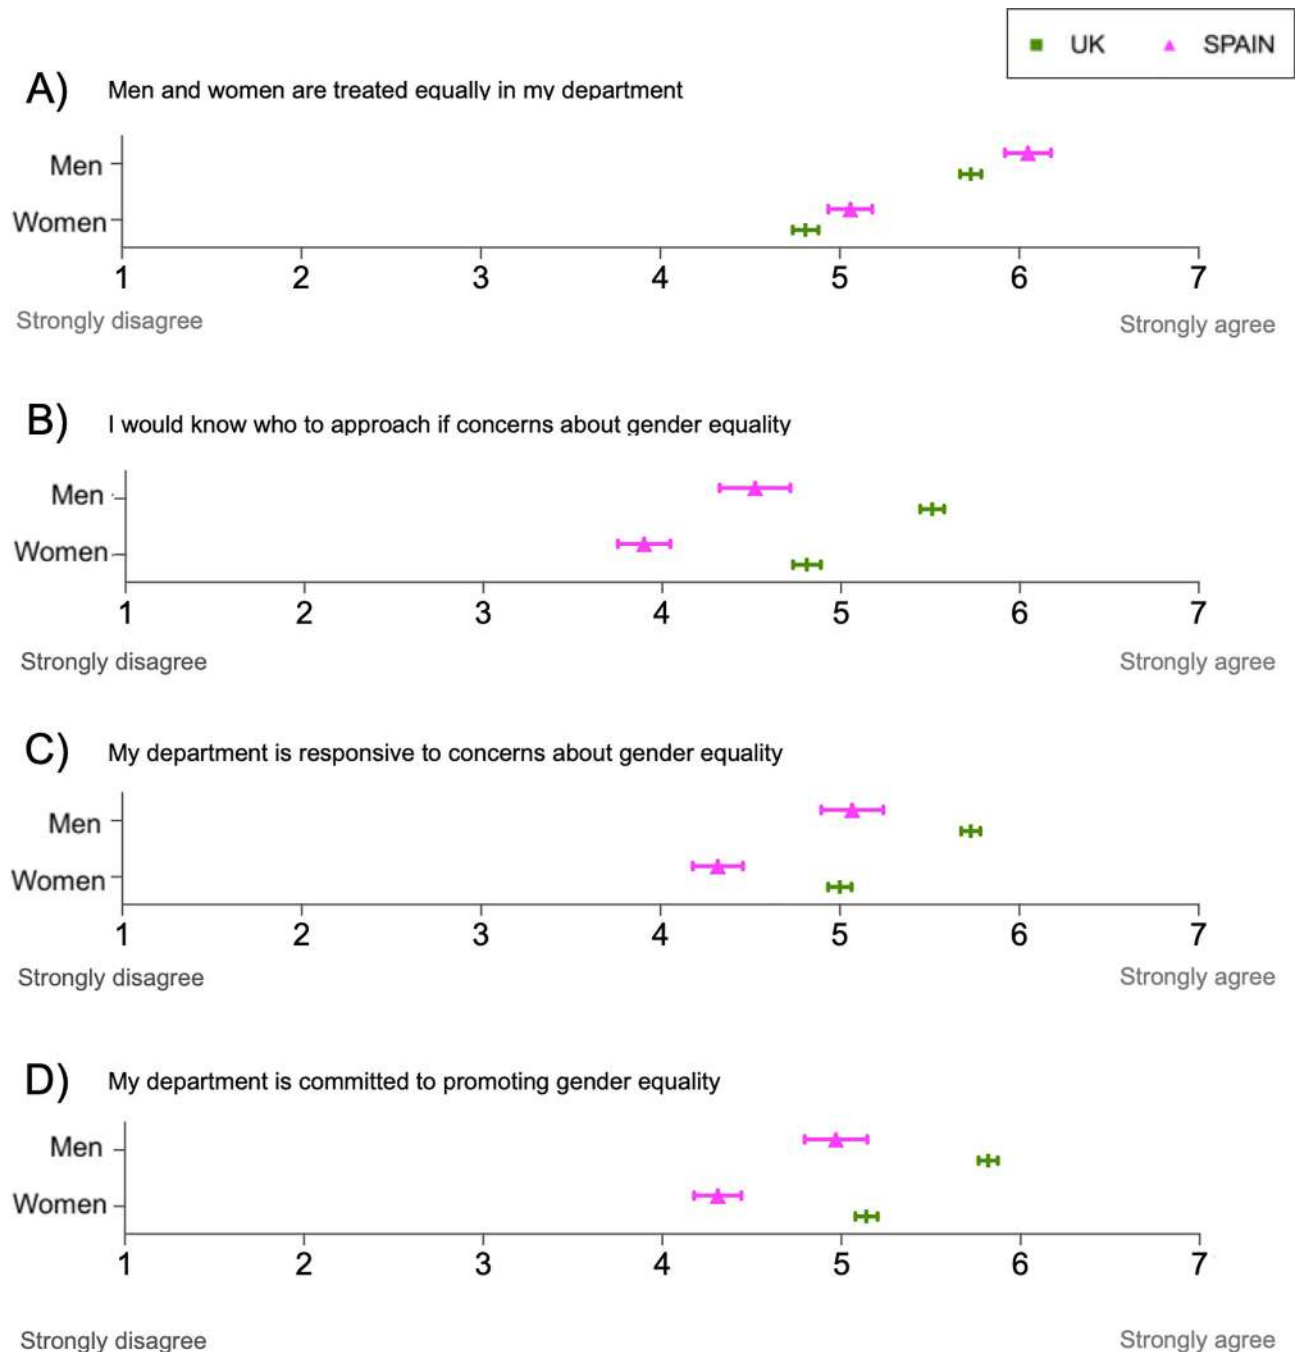 UK SPAIN
A) Men and women are treated equally in my department
Men
Women
1 2 3 4 5 6 7
Strongly disagree Strongly agree
B) I would know who to approach if concerns about gender equality
Men
Women
1 2 3 4 5 6 7
Strongly disagree Strongly agree
C) My department is responsive to concerns about gender equality
Men
Women
1 2 3 4 5 6 7
Strongly disagree Strongly agree
D) My department is committed to promoting gender equality
Men
Women
1 2 3 4 5 6 7
Strongly disagree Strongly agree